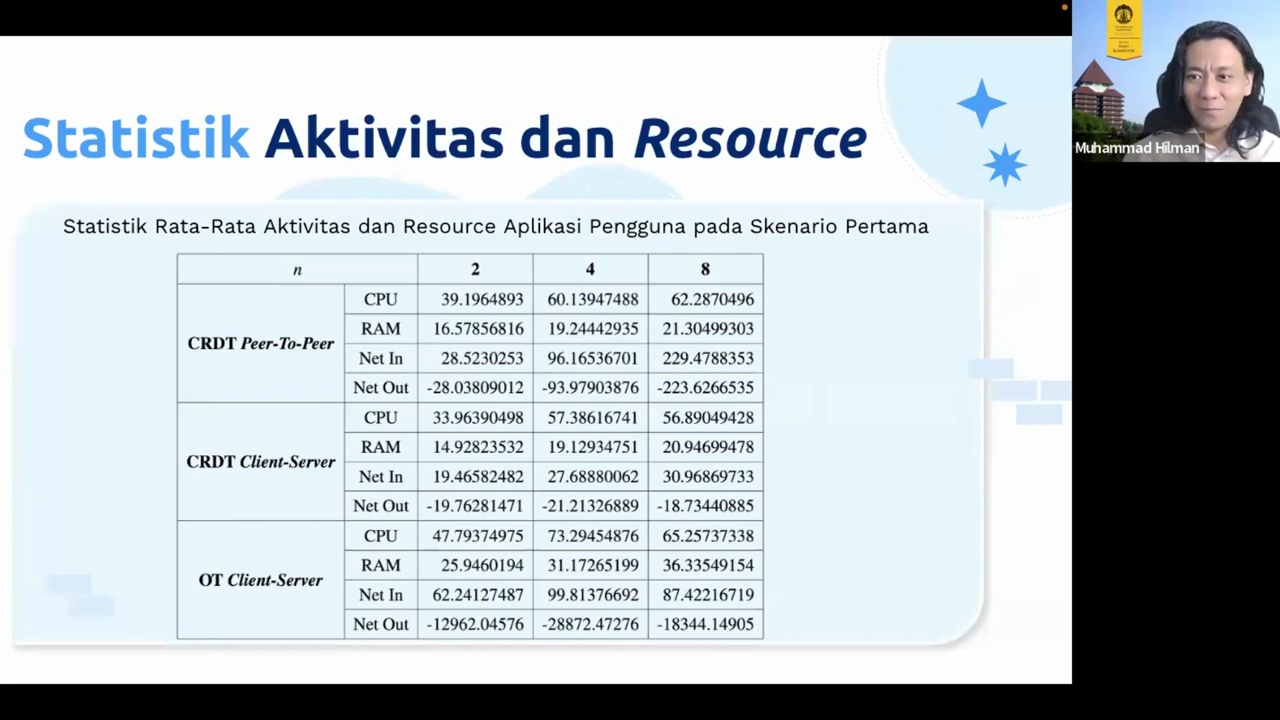 Statistik Aktivitas dan Resource
Statistik Rata-Rata Aktivitas dan Resource Aplikasi Pengguna pada Skenario Pertama
n 2 4 8
CRDT Peer-To-Peer
CPU 39.1964893 60.13947488 62.2870496
RAM 16.57856816 19.24442935 21.30499303
Net In 28.5230253 96.16536701 229.4788353
Net Out -28.03809012 -93.97903876 -223.6266535
CRDT Client-Server
CPU 33.96390498 57.38616741 56.89049428
RAM 14.92823532 19.12934751 20.94699478
Net In 19.46582482 27.68880062 30.96869733
Net Out -19.76281471 -21.21326889 -18.73440885
OT Client-Server
CPU 47.79374975 73.29454876 65.25737338
RAM 25.9460194 31.17265199 36.33549154
Net In 62.24127487 99.81376692 87.42216719
Net Out -12962.04576 -28872.47276 -18344.14905
Muhammad Hilman